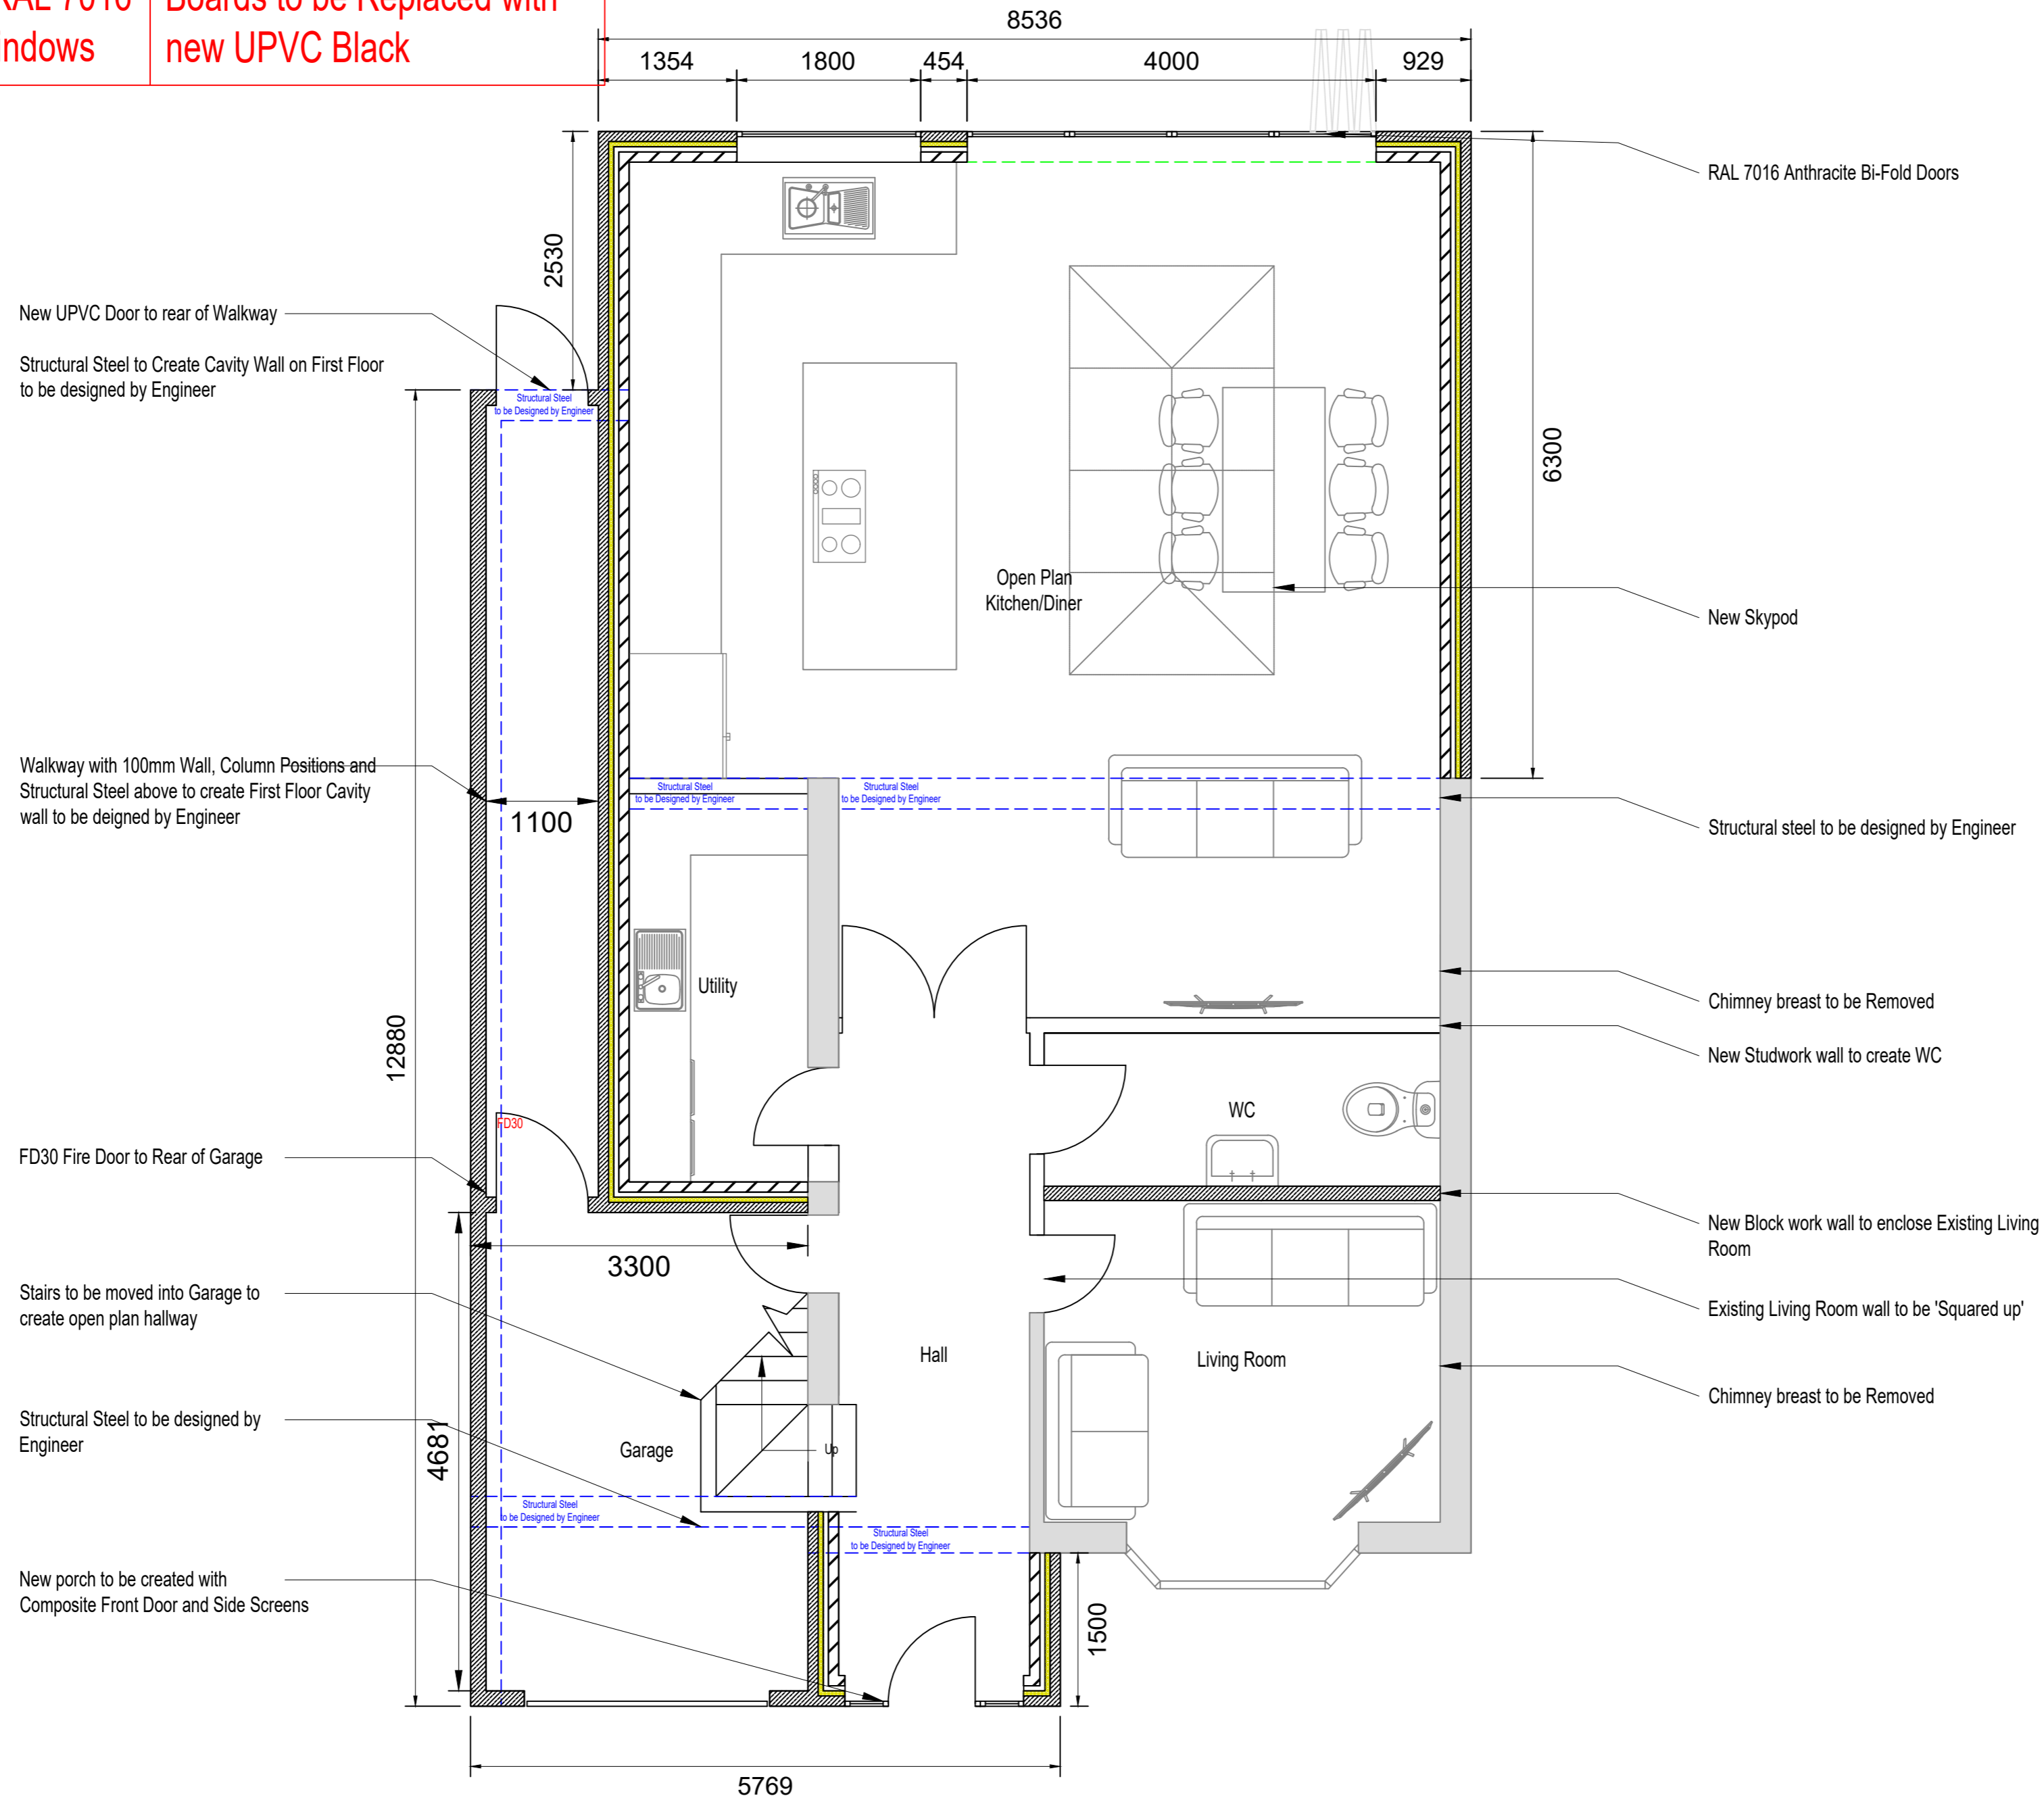 RAL 7016
indows
Boards to be Replaced with
new UPVC Black
8536
1354
1800
454
4000
929
RAL 7016 Anthracite Bi-Fold Doors
2530
New UPVC Door to rear of Walkway
Structural Steel to Create Cavity Wall on First Floor
to be designed by Engineer
Structural Steel
to be Designed by Engineer
6300
Open Plan
Kitchen/Diner
New Skypod
Walkway with 100mm Wall, Column Positions and
Structural Steel above to create First Floor Cavity
wall to be deigned by Engineer
1100
Structural Steel
to be Designed by Engineer
Structural Steel
to be Designed by Engineer
Structural steel to be designed by Engineer
Utility
Chimney breast to be Removed
12880
New Studwork wall to create WC
WC
FD30
FD30 Fire Door to Rear of Garage
New Block work wall to enclose Existing Living
Room
3300
Stairs to be moved into Garage to
create open plan hallway
Existing Living Room wall to be 'Squared up'
Hall
Living Room
Chimney breast to be Removed
Structural Steel to be designed by
Engineer
4681
Garage
Up
Structural Steel
to be Designed by Engineer
Structural Steel
to be Designed by Engineer
New porch to be created with
Composite Front Door and Side Screens
1500
5769